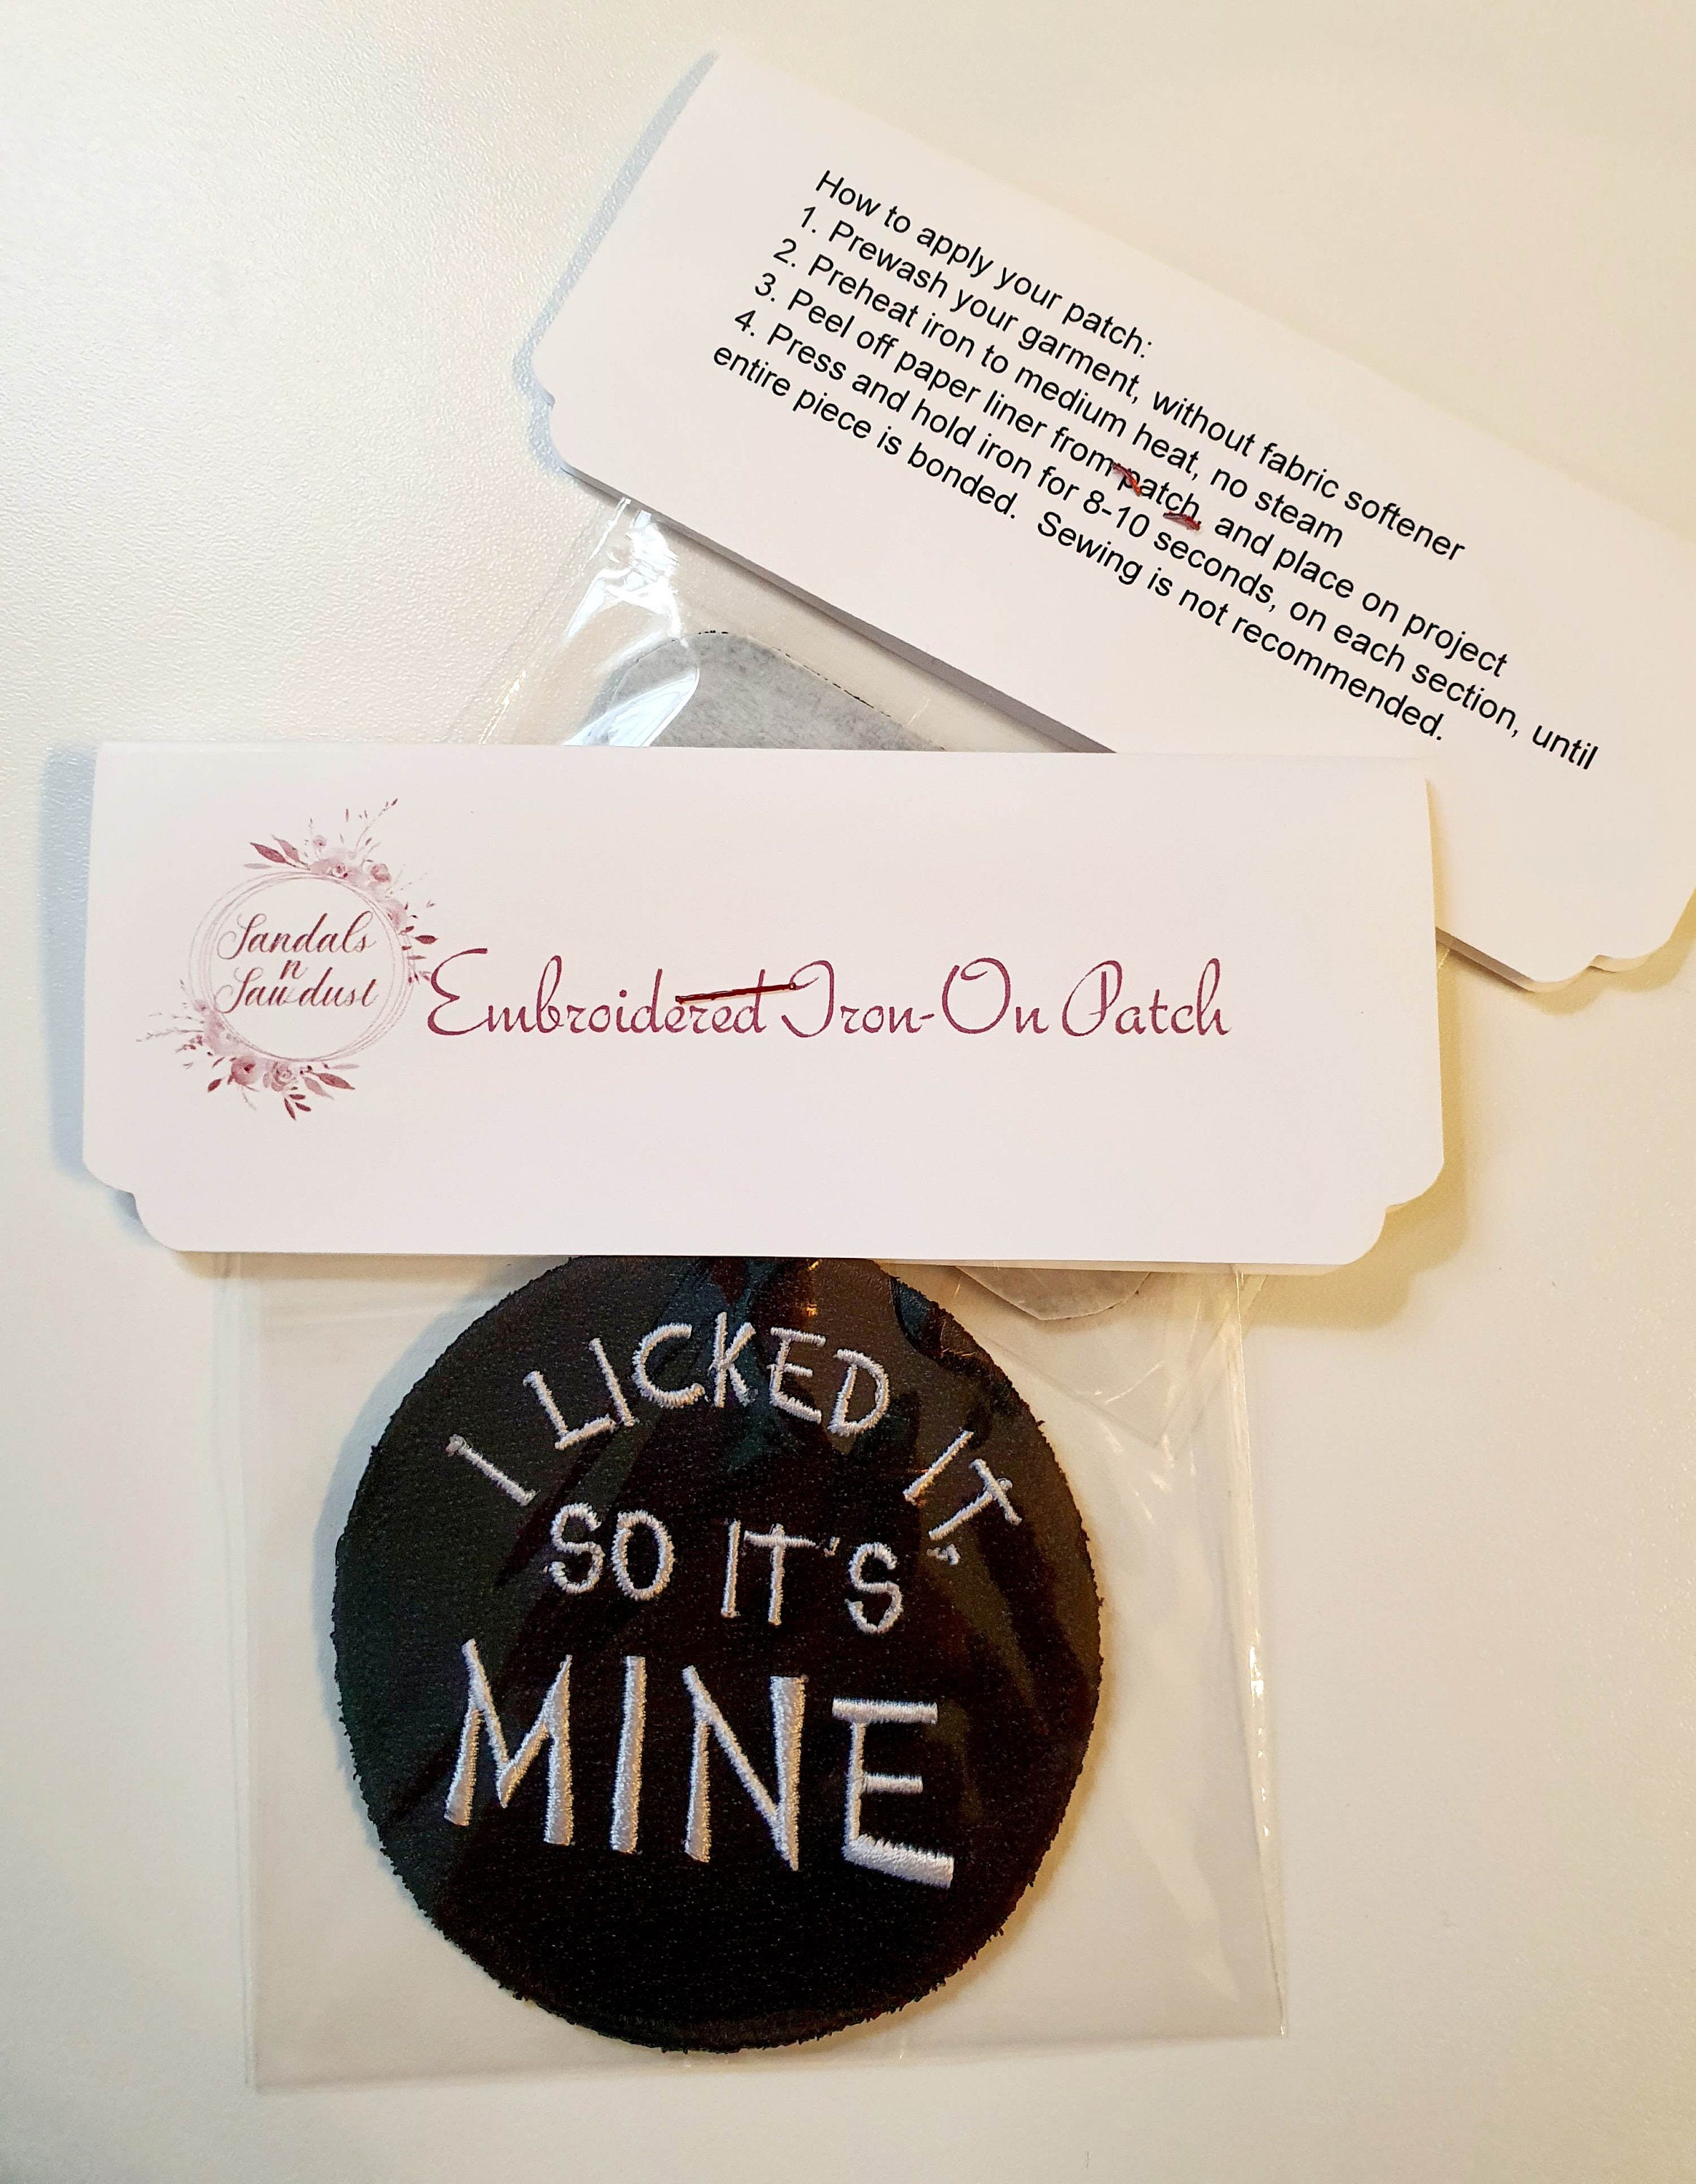 How to apply your patch:
1. Prewash your garment, without fabric softener
2. Preheat iron to medium heat, no steam
3. Peel off paper liner from patch, and place on project
4. Press and hold iron for 8-10 seconds, on each section, until
entire piece is bonded. Sewing is not recommended.
Sandals
n
Sawdust
Embroidered Iron-On Patch
I LICKED IT
SO IT'S
MINE